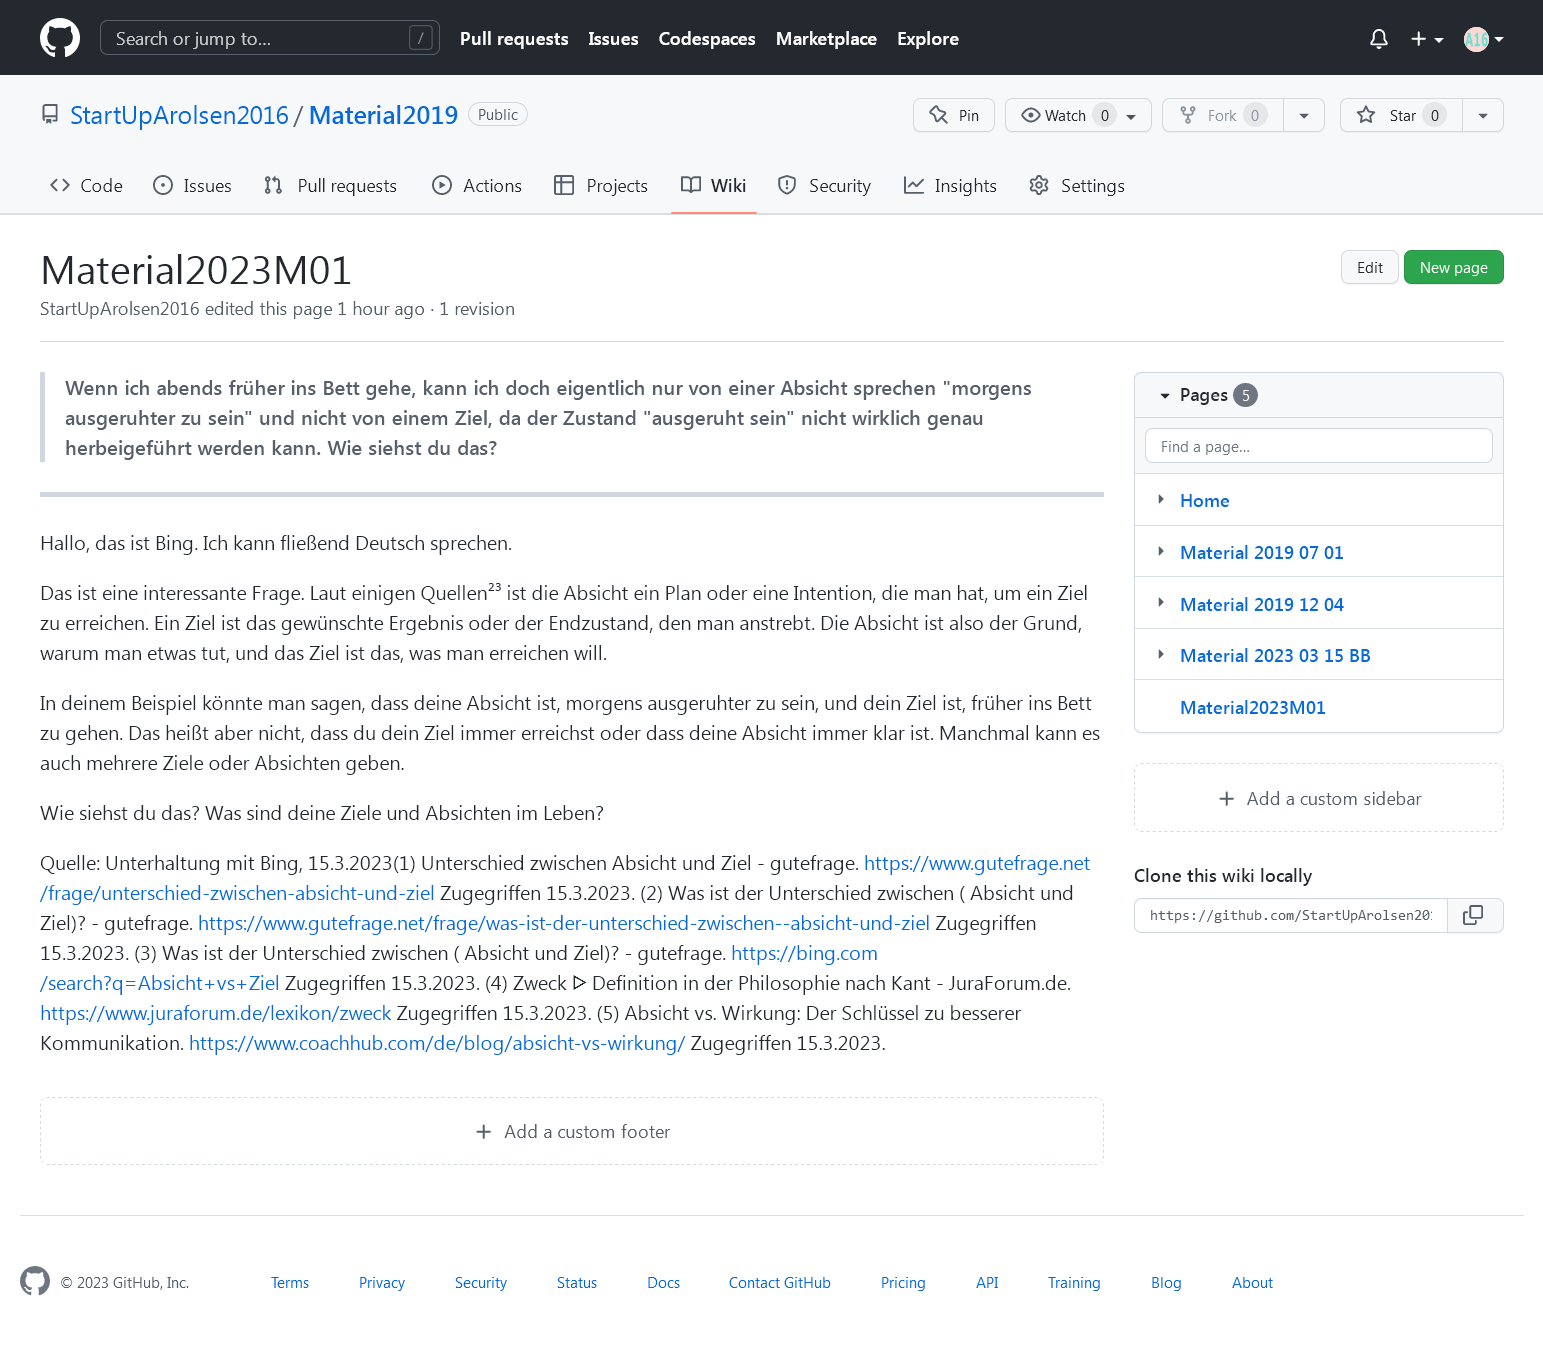 Search or jump to... /
Pull requests Issues Codespaces Marketplace Explore
A16
StartUpArolsen2016 / Material2019 Public
Pin Watch 0 Fork 0 Star 0
Code Issues Pull requests Actions Projects Wiki Security Insights Settings
Material2023M01
Edit New page
StartUpArolsen2016 edited this page 1 hour ago · 1 revision
Wenn ich abends früher ins Bett gehe, kann ich doch eigentlich nur von einer Absicht sprechen "morgens
ausgeruhter zu sein" und nicht von einem Ziel, da der Zustand "ausgeruht sein" nicht wirklich genau
herbeigeführt werden kann. Wie siehst du das?
Hallo, das ist Bing. Ich kann fließend Deutsch sprechen.
Das ist eine interessante Frage. Laut einigen Quellen²³ ist die Absicht ein Plan oder eine Intention, die man hat, um ein Ziel
zu erreichen. Ein Ziel ist das gewünschte Ergebnis oder der Endzustand, den man anstrebt. Die Absicht ist also der Grund,
warum man etwas tut, und das Ziel ist das, was man erreichen will.
In deinem Beispiel könnte man sagen, dass deine Absicht ist, morgens ausgeruhter zu sein, und dein Ziel ist, früher ins Bett
zu gehen. Das heißt aber nicht, dass du dein Ziel immer erreichst oder dass deine Absicht immer klar ist. Manchmal kann es
auch mehrere Ziele oder Absichten geben.
Wie siehst du das? Was sind deine Ziele und Absichten im Leben?
Quelle: Unterhaltung mit Bing, 15.3.2023(1) Unterschied zwischen Absicht und Ziel - gutefrage. https://www.gutefrage.net
/frage/unterschied-zwischen-absicht-und-ziel Zugegriffen 15.3.2023. (2) Was ist der Unterschied zwischen ( Absicht und
Ziel)? - gutefrage. https://www.gutefrage.net/frage/was-ist-der-unterschied-zwischen--absicht-und-ziel Zugegriffen
15.3.2023. (3) Was ist der Unterschied zwischen ( Absicht und Ziel)? - gutefrage. https://bing.com
/search?q=Absicht+vs+Ziel Zugegriffen 15.3.2023. (4) Zweck ᐅ Definition in der Philosophie nach Kant - JuraForum.de.
https://www.juraforum.de/lexikon/zweck Zugegriffen 15.3.2023. (5) Absicht vs. Wirkung: Der Schlüssel zu besserer
Kommunikation. https://www.coachhub.com/de/blog/absicht-vs-wirkung/ Zugegriffen 15.3.2023.
Add a custom footer
Pages 5
Find a page...
Home
Material 2019 07 01
Material 2019 12 04
Material 2023 03 15 BB
Material2023M01
Add a custom sidebar
Clone this wiki locally
https://github.com/StartUpArolsen201
© 2023 GitHub, Inc. Terms Privacy Security Status Docs Contact GitHub Pricing API Training Blog About